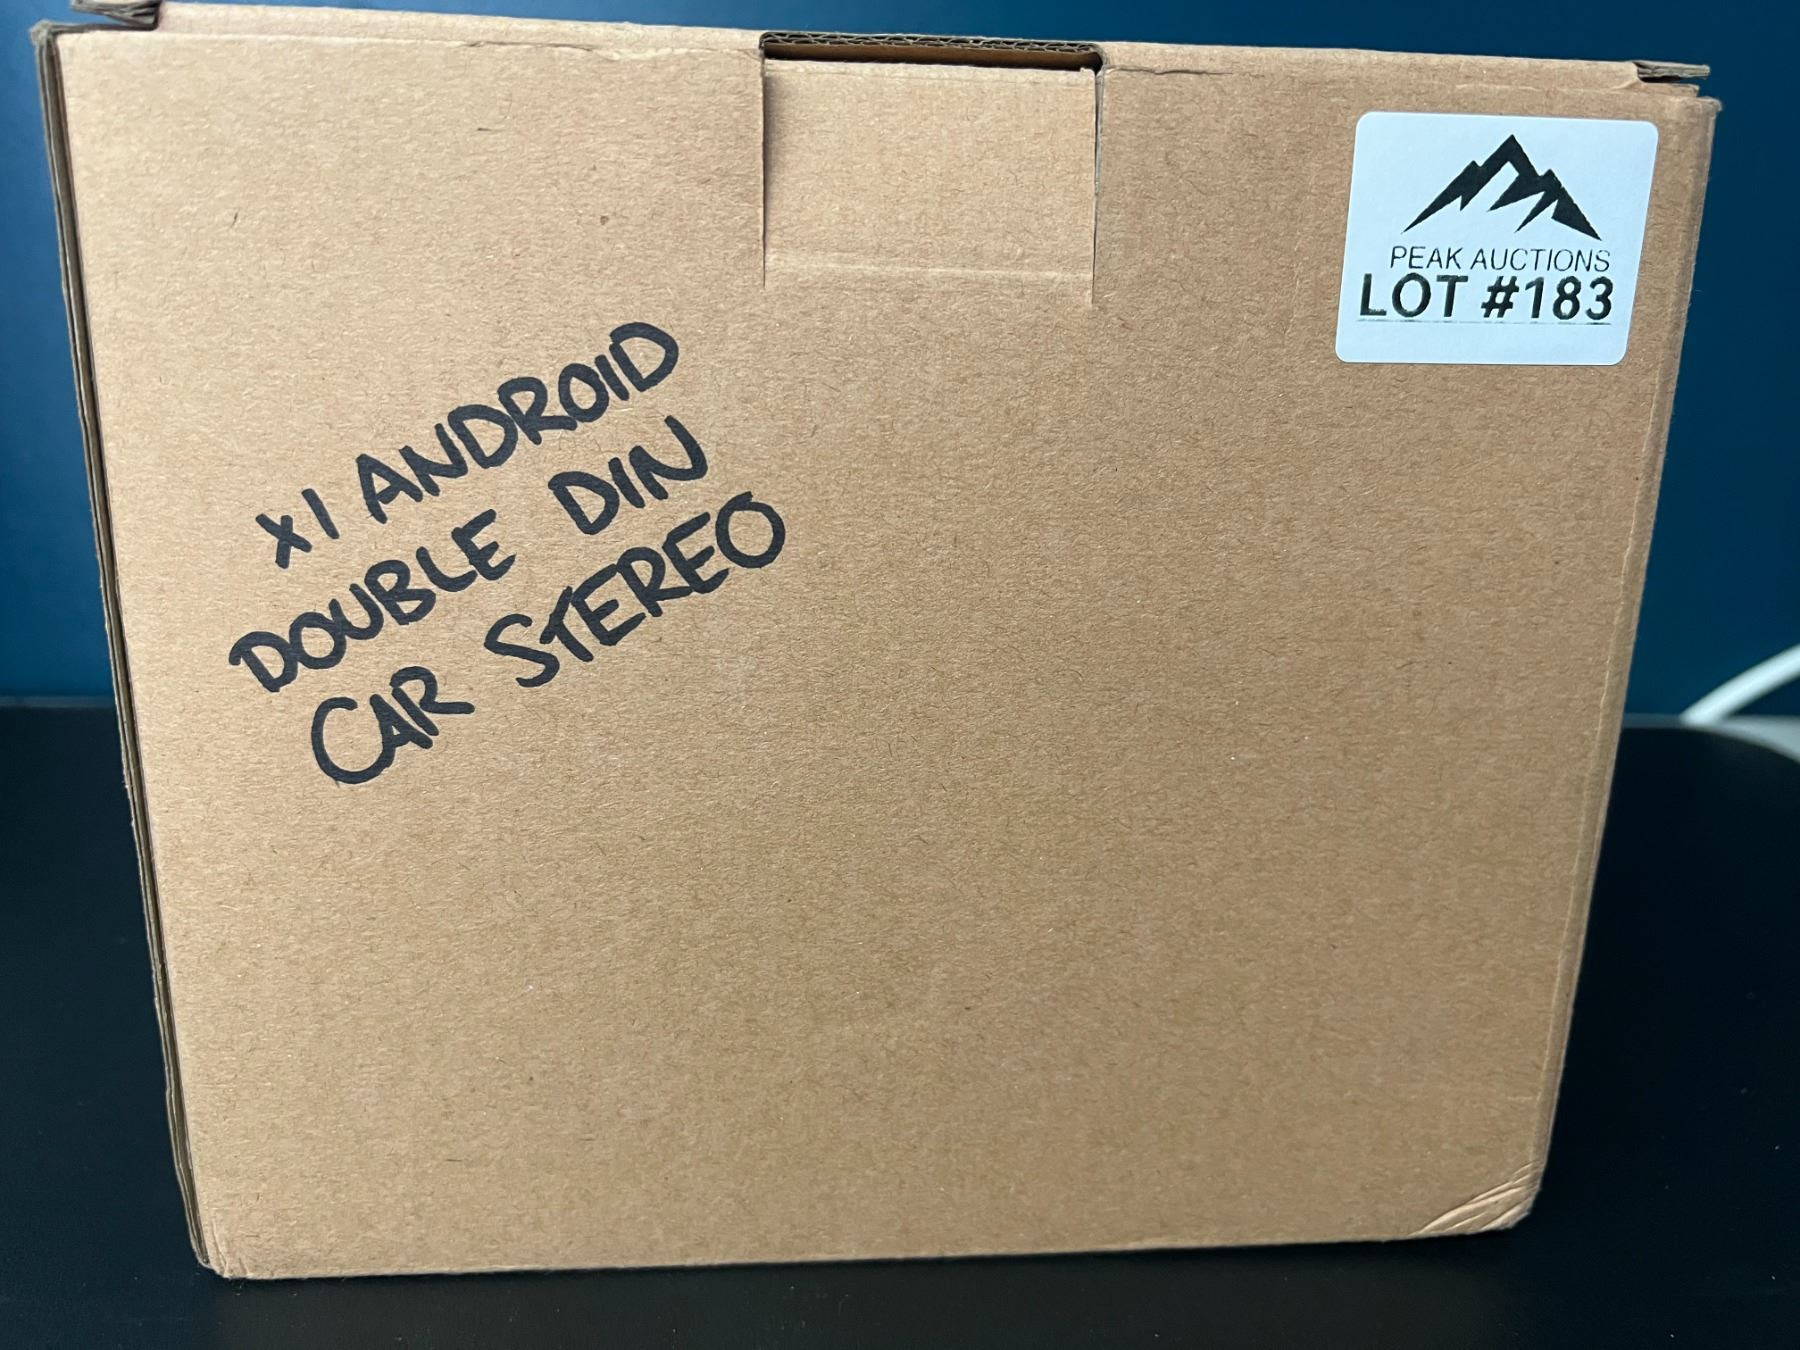 x1 ANDROID
DOUBLE DIN
CAR STEREO
PEAK AUCTIONS
LOT #183